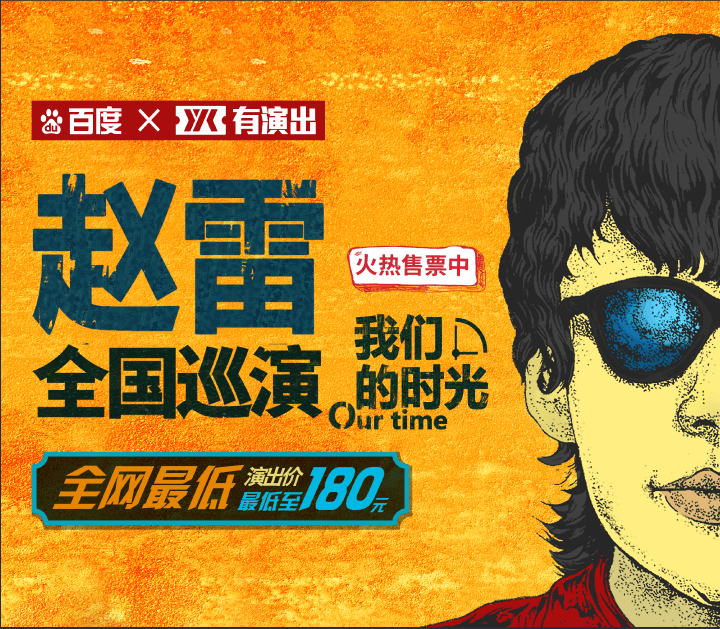 du 百度 × 有演出
赵雷
火热售票中
全国巡演
我们
的时光
Our time
全网最低 演出价 最低至180元